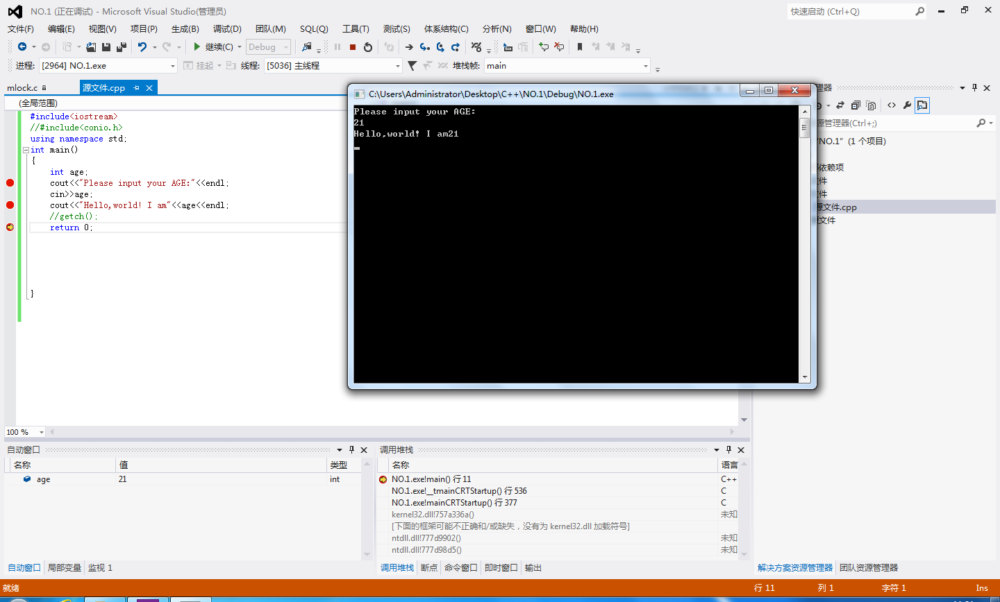 NO.1 (正在调试) - Microsoft Visual Studio(管理员)
快速启动 (Ctrl+Q)
文件(F) 编辑(E) 视图(V) 项目(P) 生成(B) 调试(D) 团队(M) SQL(Q) 工具(T) 测试(S) 体系结构(C) 分析(N) 窗口(W) 帮助(H)
继续(C) Debug
进程: [2964] NO.1.exe 挂起 线程: [5036] 主线程 堆栈帧: main
mlock.c 源文件.cpp
(全局范围)
#include<iostream>
//#include<conio.h>
using namespace std;
int main()
{
int age;
cout<<"Please input your AGE:"<<endl;
cin>>age;
cout<<"Hello,world! I am"<<age<<endl;
//getch();
return 0;
}
C:\Users\Administrator\Desktop\C++\NO.1\Debug\NO.1.exe
Please input your AGE:
21
Hello,world! I am21
理器
源管理器(Ctrl+;)
"NO.1" (1 个项目)
依赖项
文件
文件
源文件.cpp
源文件
100 %
自动窗口
名称 值 类型
age 21 int
自动窗口 局部变量 监视 1
调用堆栈
名称 语言
NO.1.exe!main() 行 11 C++
NO.1.exe!__tmainCRTStartup() 行 536 C
NO.1.exe!mainCRTStartup() 行 377 C
kernel32.dll!757a336a() 未知
[下面的框架可能不正确和/或缺失，没有为 kernel32.dll 加载符号]
ntdll.dll!777d9902() 未知
ntdll.dll!777d98d5() 未知
调用堆栈 断点 命令窗口 即时窗口 输出
解决方案资源管理器 团队资源管理器
就绪 行 11 列 1 字符 1 Ins